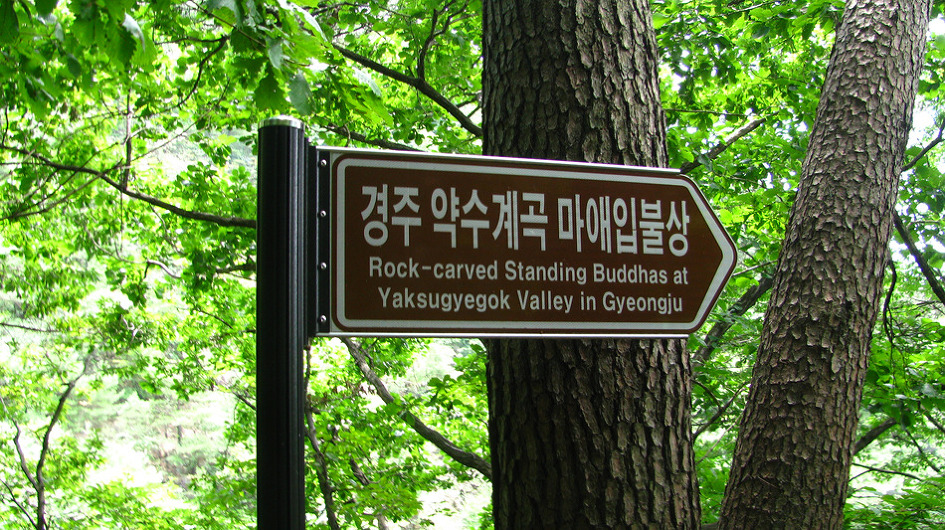 경주 약수계곡 마애입불상
Rock-carved Standing Buddhas at
Yaksugyegok Valley in Gyeongju